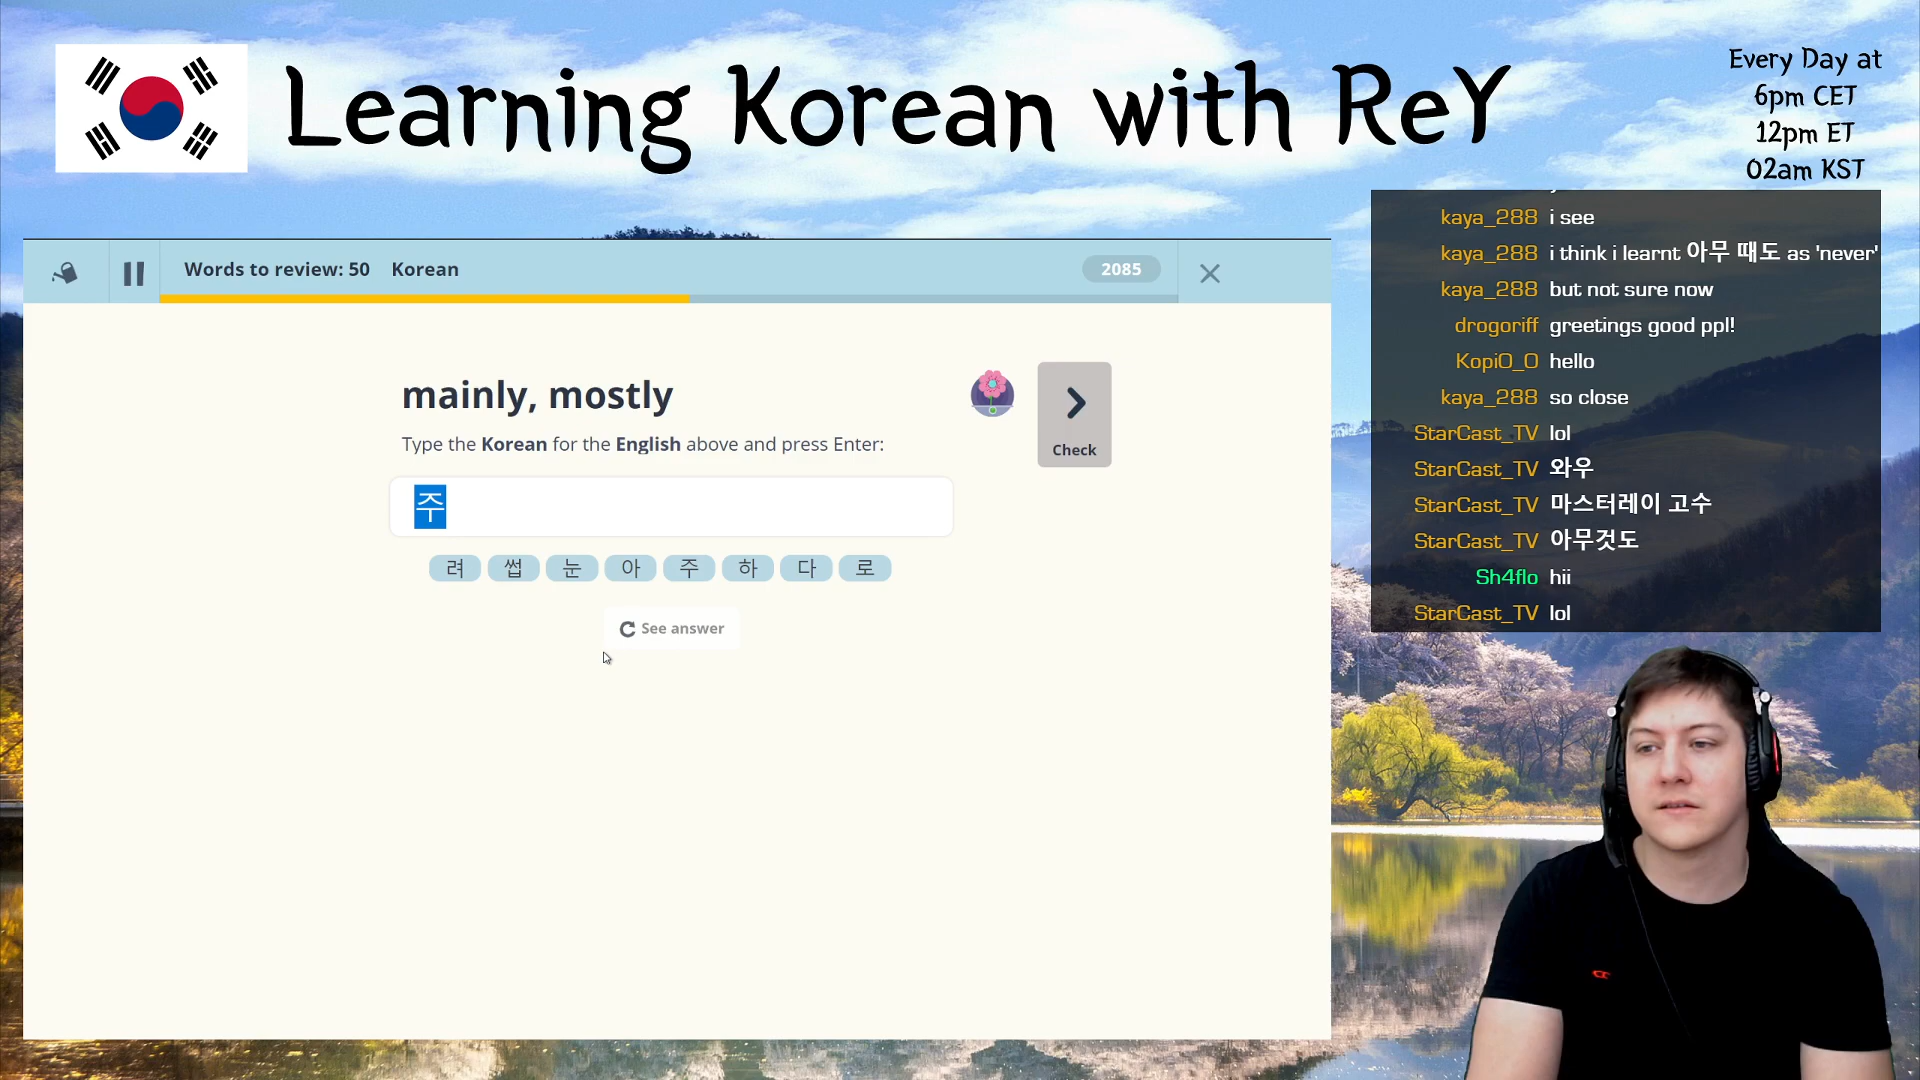 Learning Korean with ReY
Every Day at
6pm CET
12pm ET
02am KST
Words to review: 50 Korean
2085
mainly, mostly
Type the Korean for the English above and press Enter:
주
려 썹 눈 아 주 하 다 로
See answer
Check
kaya_288 i see
kaya_288 i think i learnt 아무 때도 as 'never'
kaya_288 but not sure now
drogoriff greetings good ppl!
KopiO_O hello
kaya_288 so close
StarCast_TV lol
StarCast_TV 와우
StarCast_TV 마스터레이 고수
StarCast_TV 아무것도
Sh4flo hii
StarCast_TV lol